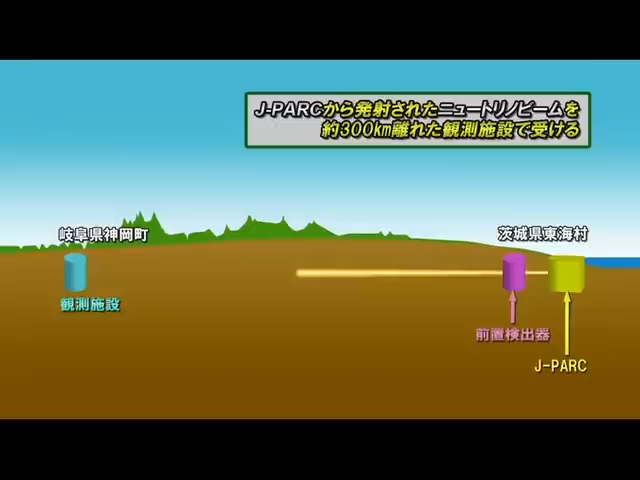 J-PARCから発射されたニュートリノビームを
約300km離れた観測施設で受ける
岐阜県神岡町
茨城県東海村
観測施設
前置検出器
J-PARC